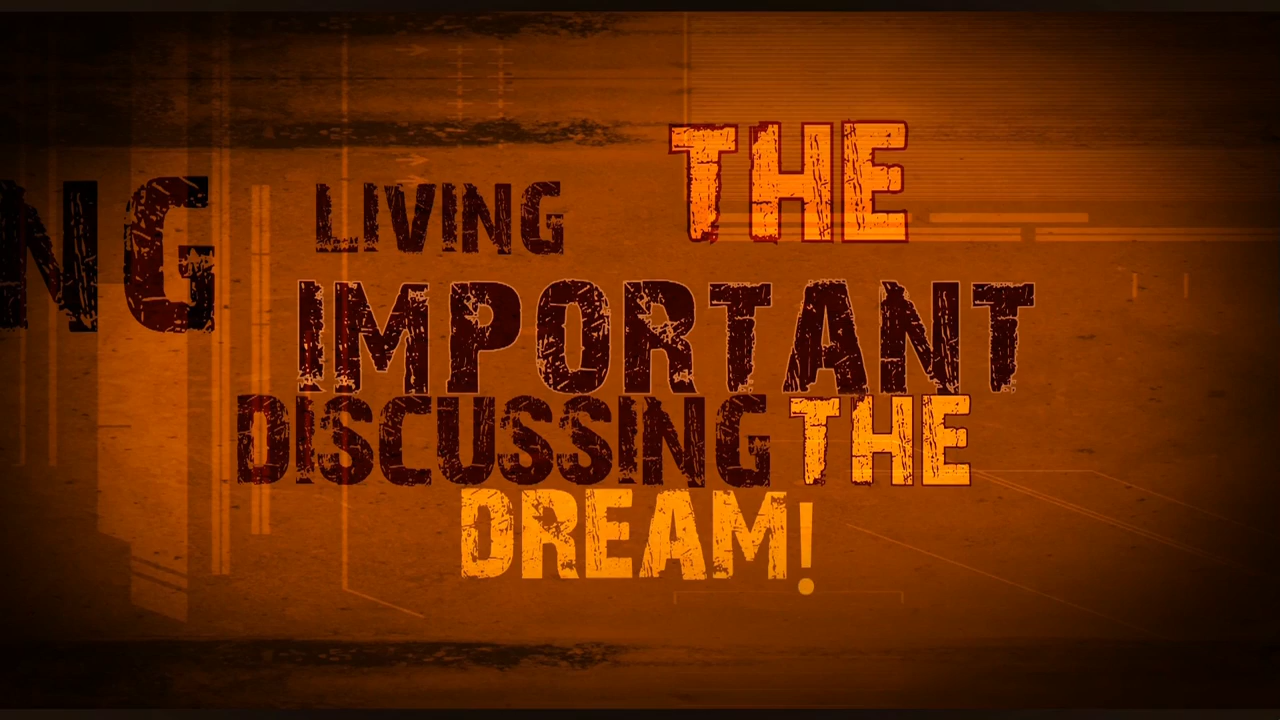 NG LIVING THE
IMPORTANT
DISCUSSING THE
DREAM!